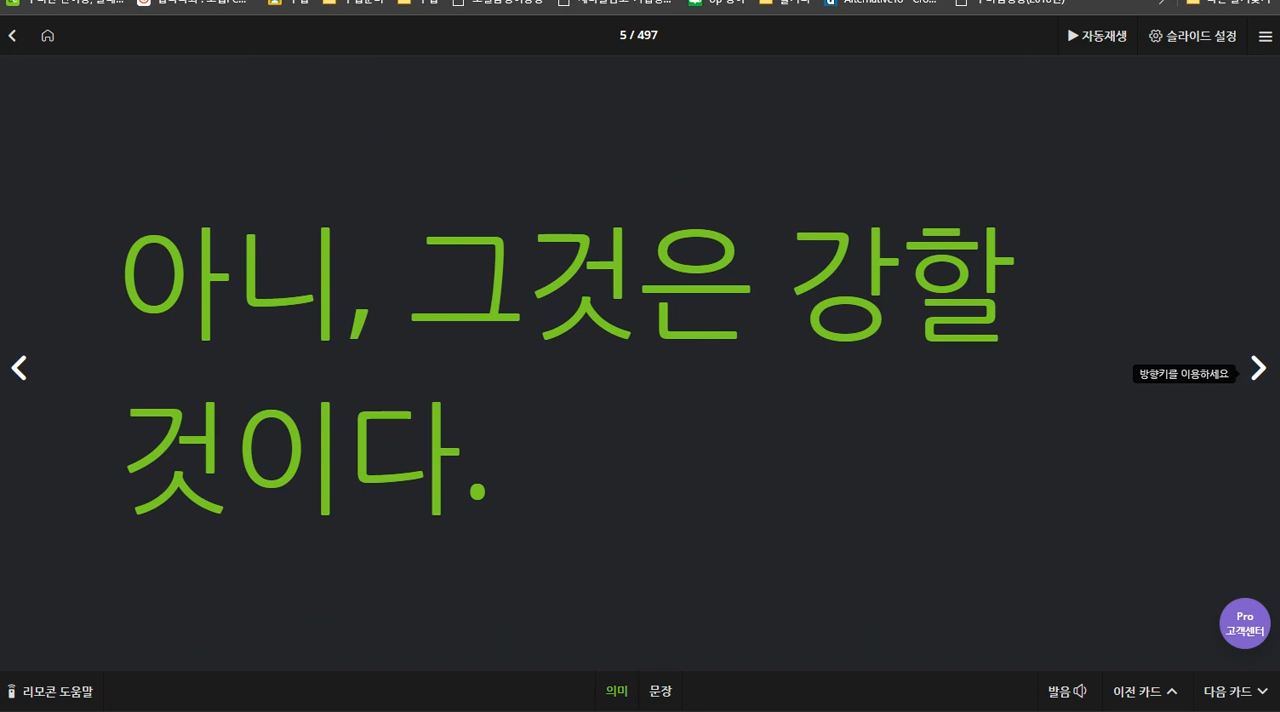 5 / 497
자동재생
슬라이드 설정
아니, 그것은 강할
것이다.
방향키를 이용하세요
Pro
고객센터
리모콘 도움말
의미
문장
발음
이전 카드
다음 카드